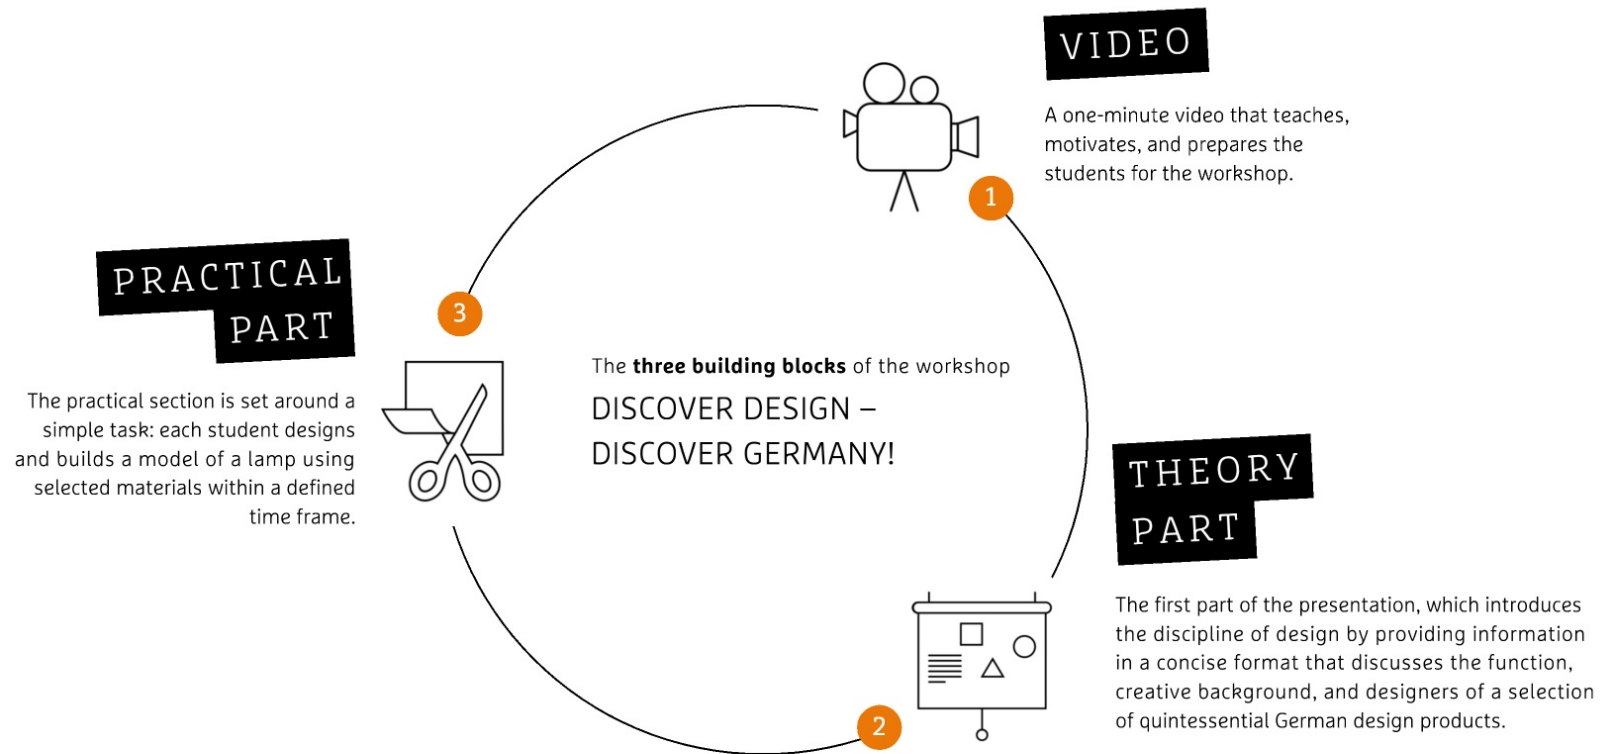 VIDEO
A one-minute video that teaches,
motivates, and prepares the
students for the workshop.
1
PRACTICAL
PART
3
The practical section is set around a
simple task: each student designs
and builds a model of a lamp using
selected materials within a defined
time frame.
The three building blocks of the workshop
DISCOVER DESIGN –
DISCOVER GERMANY!
THEORY
PART
The first part of the presentation, which introduces
the discipline of design by providing information
in a concise format that discusses the function,
creative background, and designers of a selection
of quintessential German design products.
2